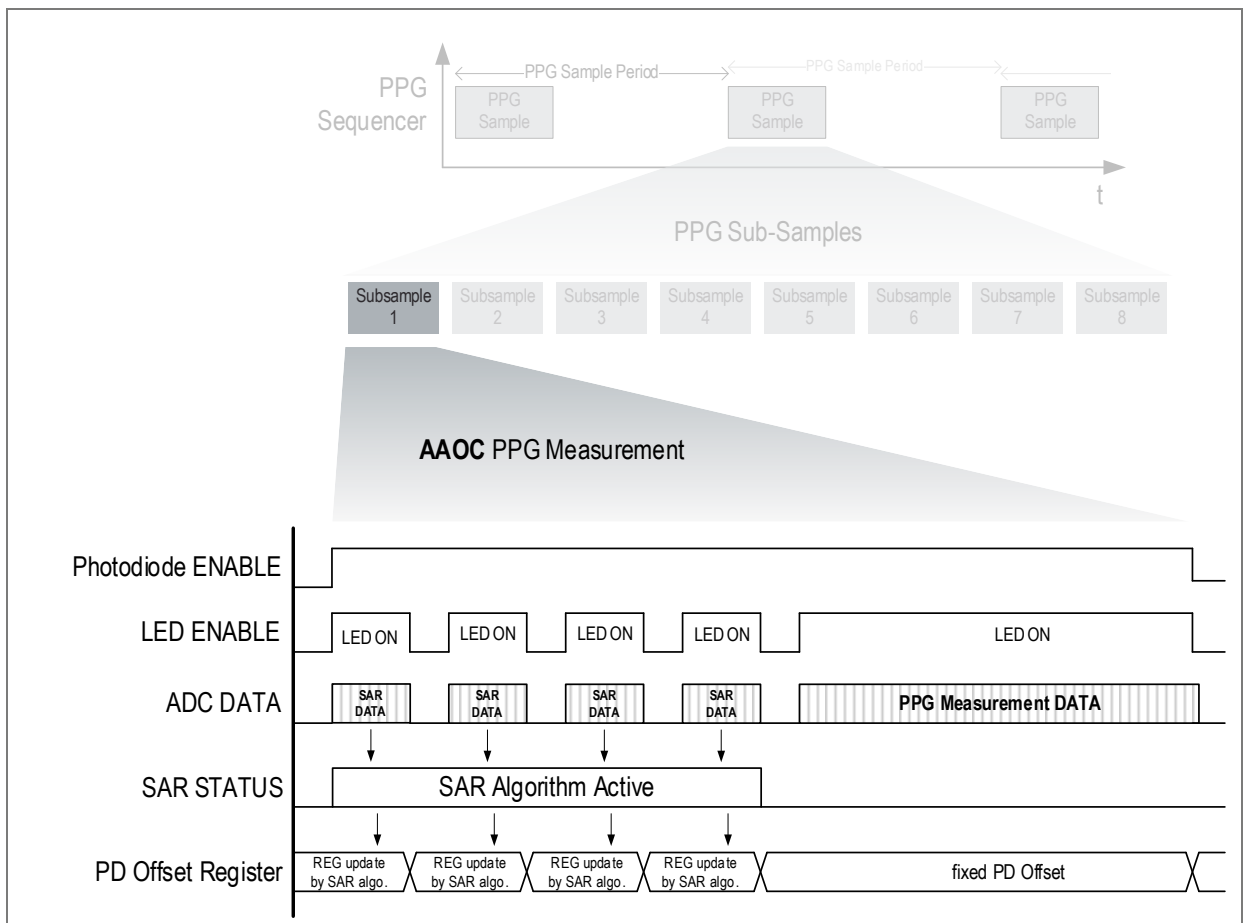 PPG Sample Period
PPG Sample Period
PPG
Sequencer
PPG
Sample
PPG
Sample
PPG
Sample
t
PPG Sub-Samples
Subsample
1
Subsample
2
Subsample
3
Subsample
4
Subsample
5
Subsample
6
Subsample
7
Subsample
8
AAOC PPG Measurement
Photodiode ENABLE
LED ENABLE
LED ON
LED ON
LED ON
LED ON
LED ON
ADC DATA
SAR
DATA
SAR
DATA
SAR
DATA
SAR
DATA
PPG Measurement DATA
SAR STATUS
SAR Algorithm Active
PD Offset Register
REG update
by SAR algo.
REG update
by SAR algo.
REG update
by SAR algo.
REG update
by SAR algo.
fixed PD Offset